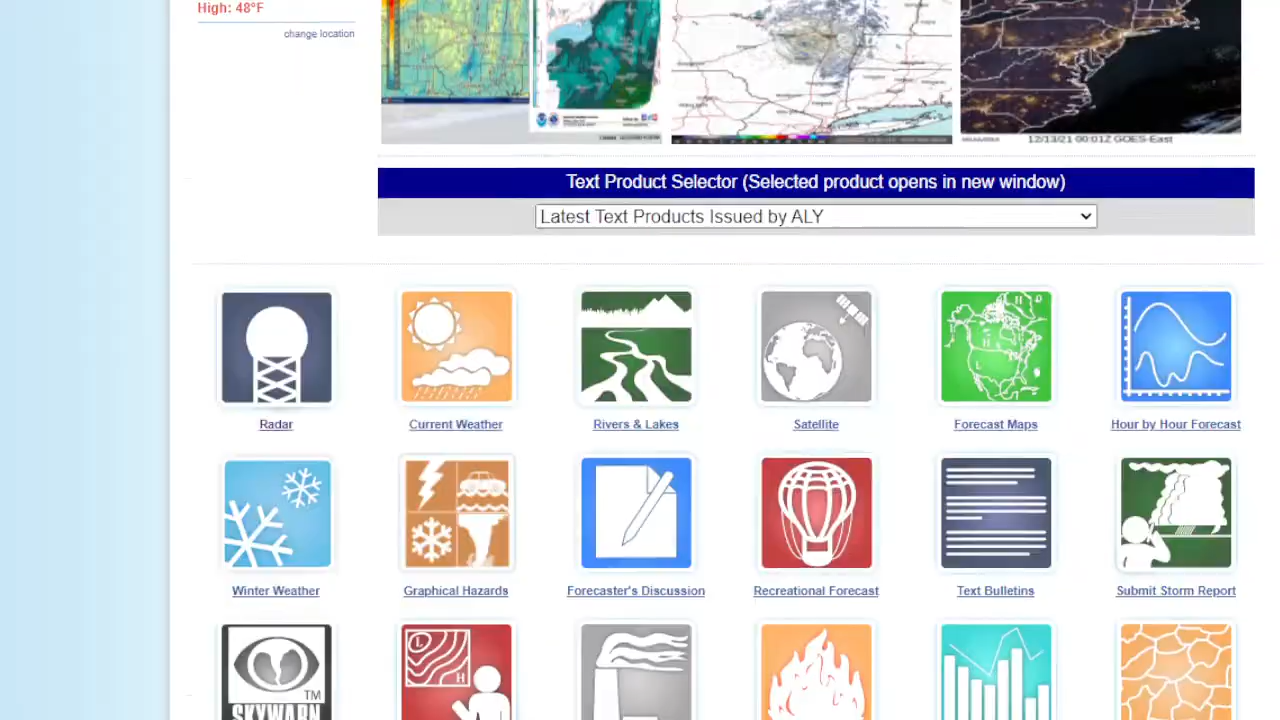 High: 48°F
change location
12/13/21 00:01Z GOES-East
Text Product Selector (Selected product opens in new window)
Latest Text Products Issued by ALY
Radar
Current Weather
Rivers & Lakes
Satellite
Forecast Maps
Hour by Hour Forecast
Winter Weather
Graphical Hazards
Forecaster's Discussion
Recreational Forecast
Text Bulletins
Submit Storm Report
SKYWARN
TM